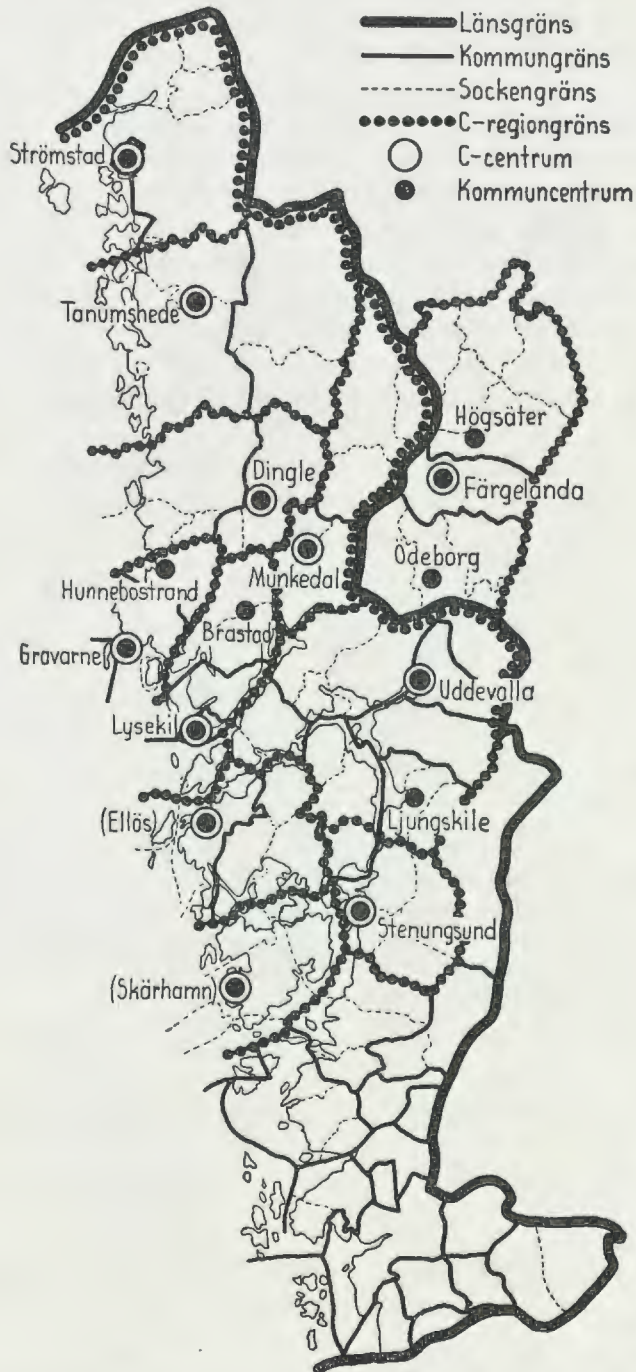 Länsgräns
Kommungräns
Sockengräns
C-regiongräns
C-centrum
Kommuncentrum
Strömstad
Tanumshede
Högsäter
Dingle
Färgelanda
Munkedal
Ödeborg
Hunnebostrand
Brastad
Gravarne
Uddevalla
Lysekil
(Ellös)
Ljungskile
Stenungsund
(Skärhamn)